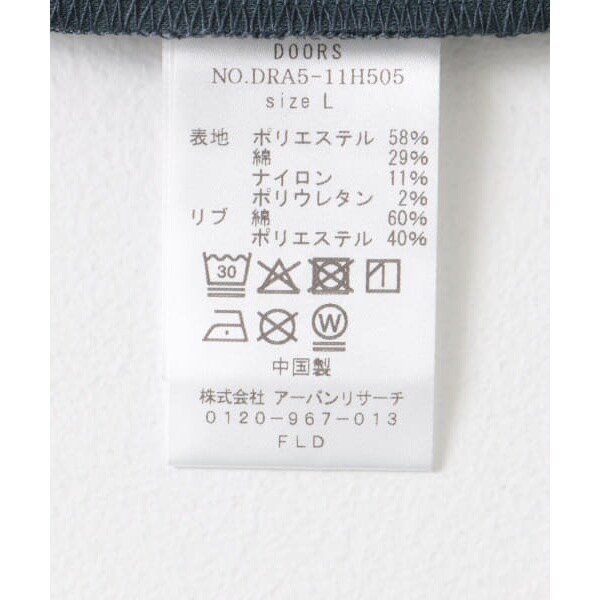 DOORS
NO.DRA5-11H505
size L
表地 ポリエステル 58%
綿 29%
ナイロン 11%
ポリウレタン 2%
リブ 綿 60%
ポリエステル 40%
30
W
中国製
株式会社 アーバンリサーチ
0120-967-013
FLD